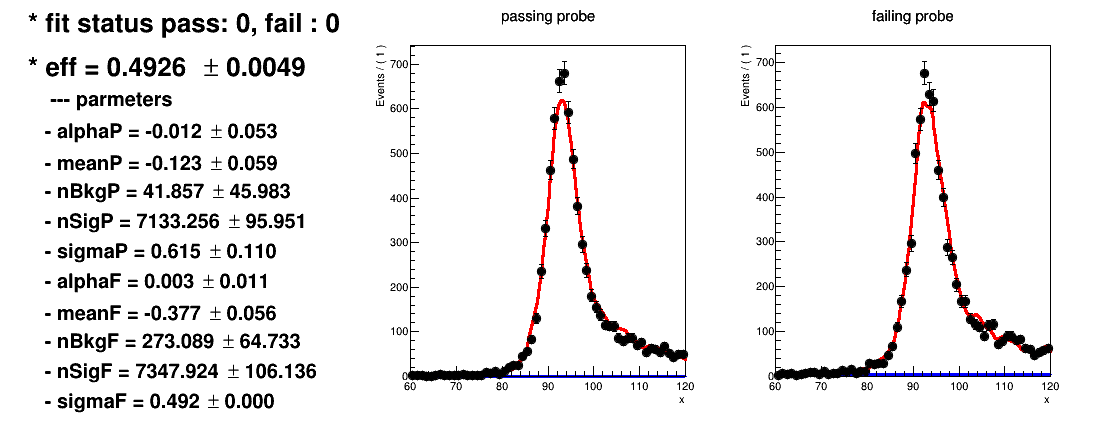 * fit status pass: 0, fail : 0
* eff = 0.4926 ± 0.0049
--- parmeters
- alphaP = -0.012 ± 0.053
- meanP = -0.123 ± 0.059
- nBkgP = 41.857 ± 45.983
- nSigP = 7133.256 ± 95.951
- sigmaP = 0.615 ± 0.110
- alphaF = 0.003 ± 0.011
- meanF = -0.377 ± 0.056
- nBkgF = 273.089 ± 64.733
- nSigF = 7347.924 ± 106.136
- sigmaF = 0.492 ± 0.000
passing probe
Events / ( 1 )
700
600
500
400
300
200
100
0
60 70 80 90 100 110 120
x
failing probe
Events / ( 1 )
700
600
500
400
300
200
100
0
60 70 80 90 100 110 120
x